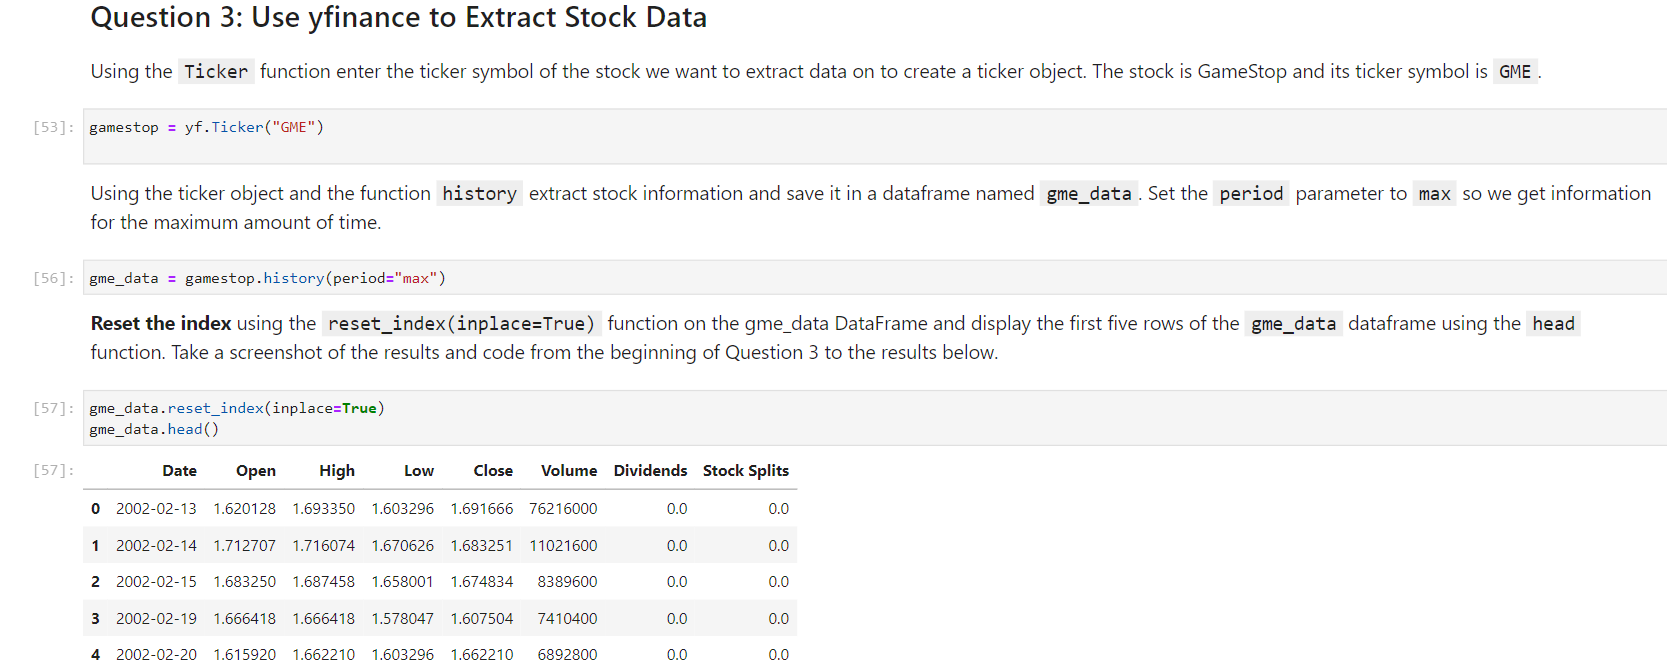 Question 3: Use yfinance to Extract Stock Data
Using the Ticker function enter the ticker symbol of the stock we want to extract data on to create a ticker object. The stock is GameStop and its ticker symbol is GME.
[53]: gamestop = yf.Ticker("GME")
Using the ticker object and the function history extract stock information and save it in a dataframe named gme_data. Set the period parameter to max so we get information
for the maximum amount of time.
[56]: gme_data = gamestop.history(period="max")
Reset the index using the reset_index(inplace=True) function on the gme_data DataFrame and display the first five rows of the gme_data dataframe using the head
function. Take a screenshot of the results and code from the beginning of Question 3 to the results below.
[57]: gme_data.reset_index(inplace=True)
gme_data.head()
[57]: Date Open High Low Close Volume Dividends Stock Splits
0 2002-02-13 1.620128 1.693350 1.603296 1.691666 76216000 0.0 0.0
1 2002-02-14 1.712707 1.716074 1.670626 1.683251 11021600 0.0 0.0
2 2002-02-15 1.683250 1.687458 1.658001 1.674834 8389600 0.0 0.0
3 2002-02-19 1.666418 1.666418 1.578047 1.607504 7410400 0.0 0.0
4 2002-02-20 1.615920 1.662210 1.603296 1.662210 6892800 0.0 0.0